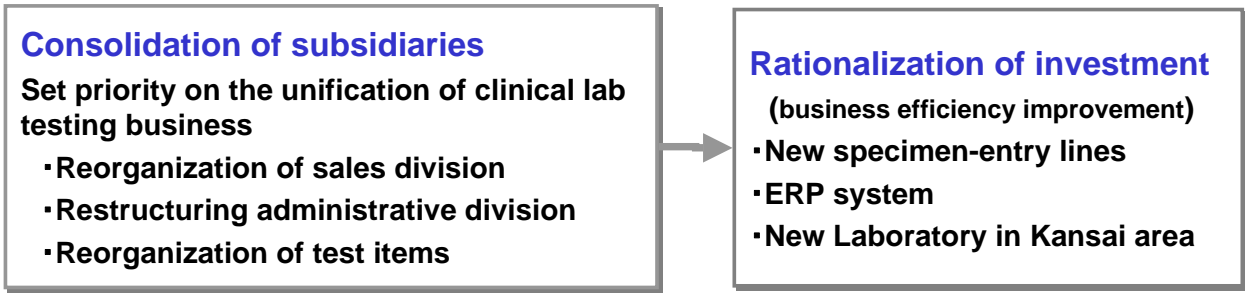 Consolidation of subsidiaries
Set priority on the unification of clinical lab
testing business
・Reorganization of sales division
・Restructuring administrative division
・Reorganization of test items
Rationalization of investment
(business efficiency improvement)
・New specimen-entry lines
・ERP system
・New Laboratory in Kansai area